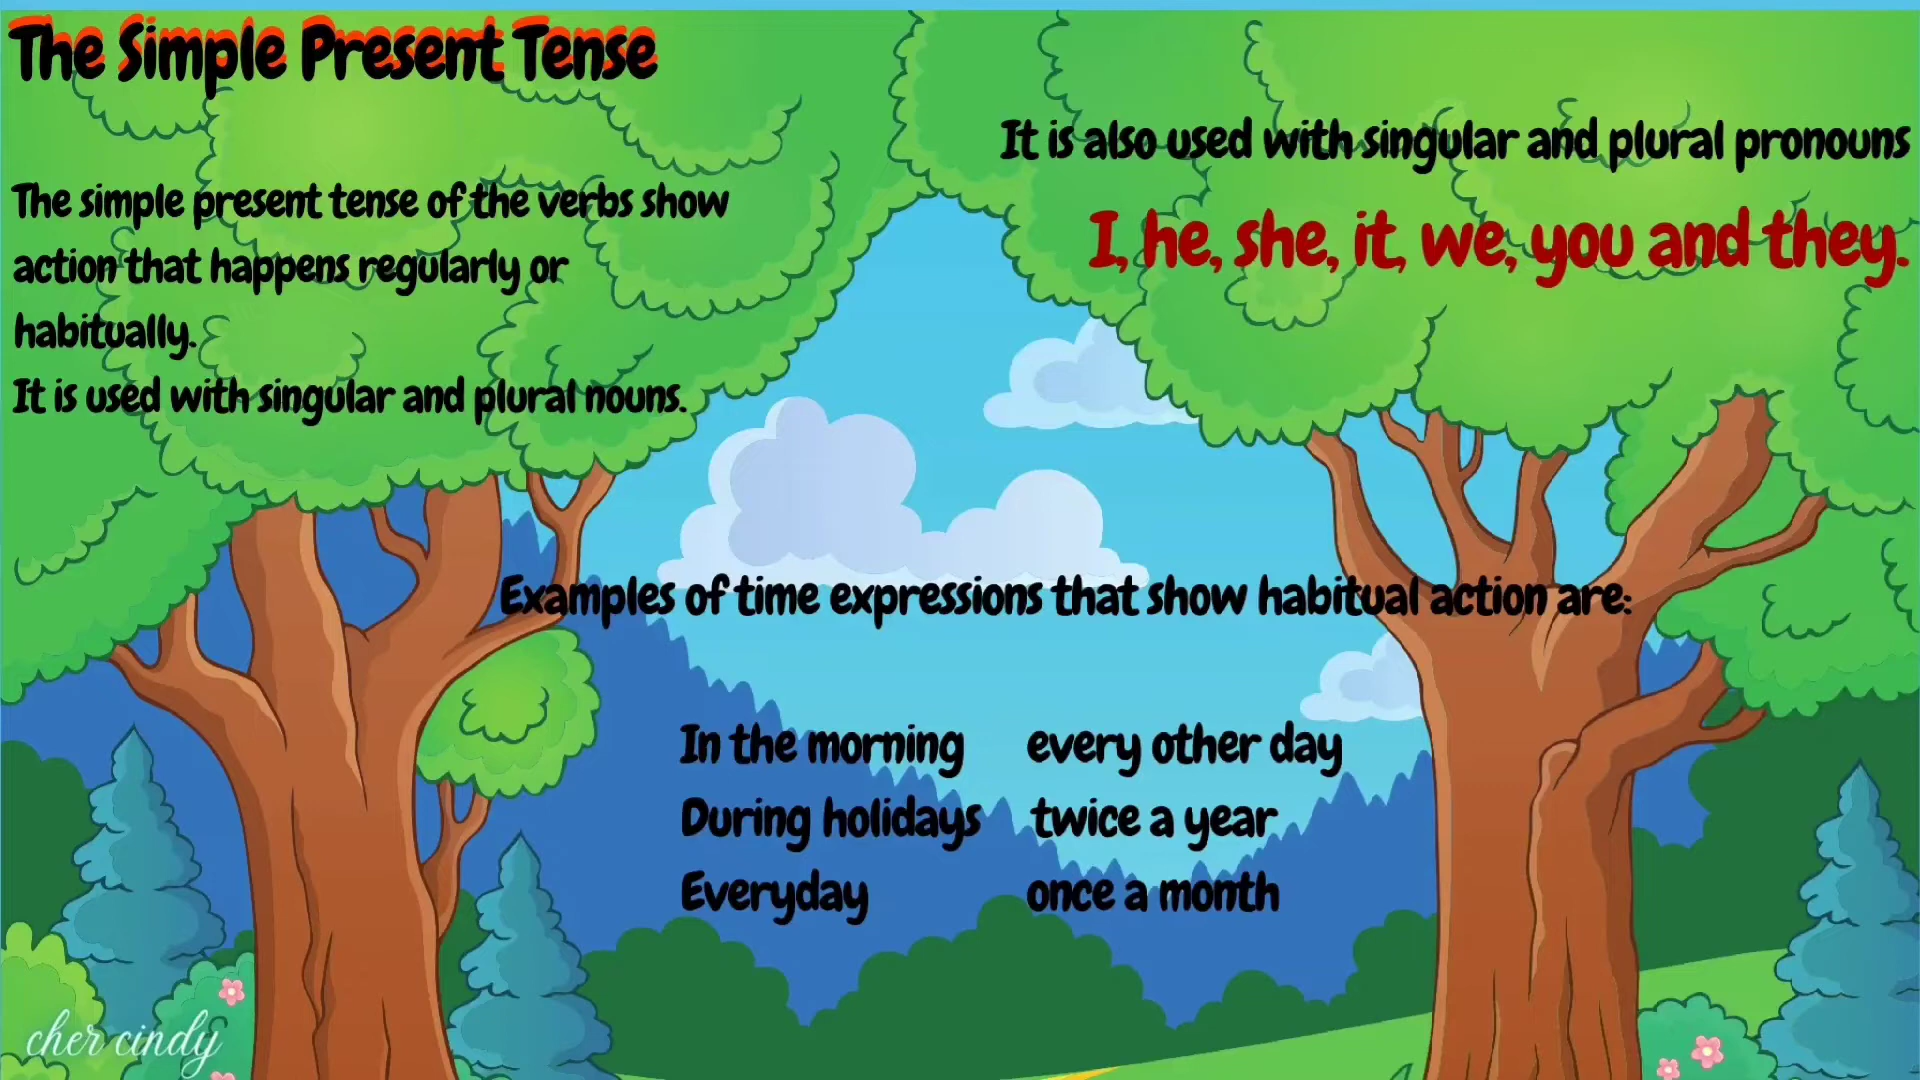 The Simple Present Tense
The simple present tense of the verbs show
action that happens regularly or
habitually.
It is used with singular and plural nouns.
It is also used with singular and plural pronouns
I, he, she, it, we, you and they.
Examples of time expressions that show habitual action are:
In the morning every other day
During holidays twice a year
Everyday once a month
cher cindy